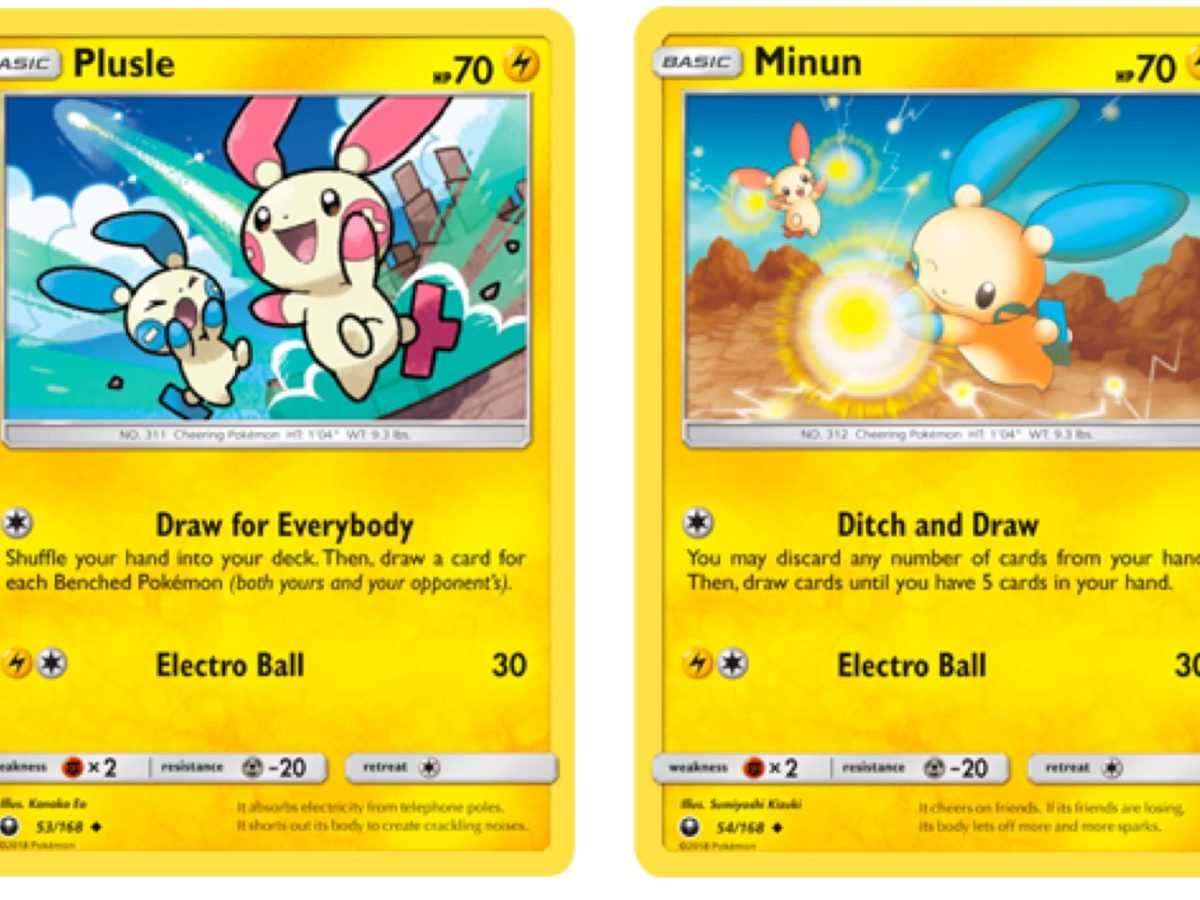 ASIC Plusle HP70
NO. 311 Cheering Pokémon HT: 1'04" WT: 9.3 lbs.
Draw for Everybody
Shuffle your hand into your deck. Then, draw a card for
each Benched Pokémon (both yours and your opponent's).
Electro Ball 30
eakness ×2 resistance -20 retreat
Illus. Kanako Eo
It absorbs electricity from telephone poles.
53/168
It shorts out its body to create crackling noises.
©2018 Pokémon
BASIC Minun HP70
NO. 312 Cheering Pokémon HT: 1'04" WT: 9.3 lbs.
Ditch and Draw
You may discard any number of cards from your hand
Then, draw cards until you have 5 cards in your hand.
Electro Ball 30
weakness ×2 resistance -20 retreat
Illus. Sumiyoshi Kizuki
It cheers on friends. If its friends are losing,
54/168
its body lets off more and more sparks.
©2018 Pokémon